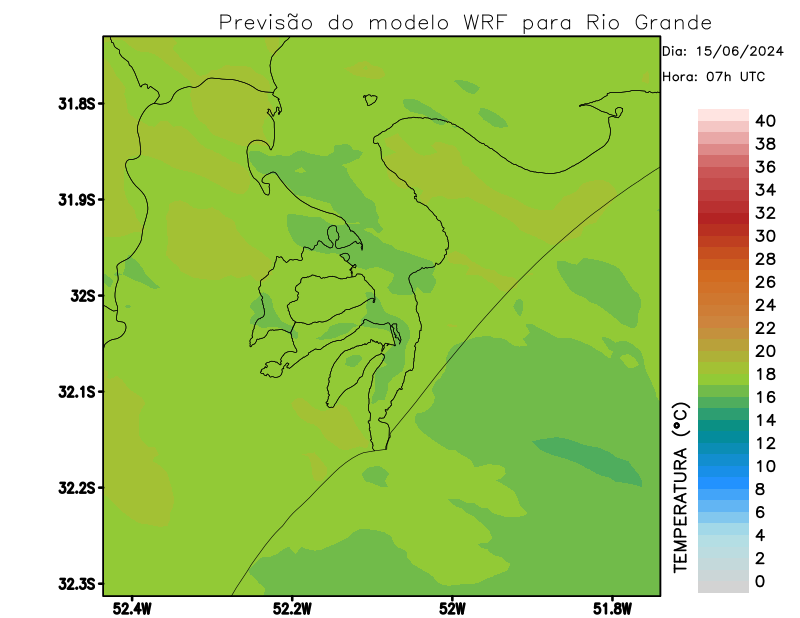 Previsão do modelo WRF para Rio Grande
Dia: 15/06/2024
Hora: 07h UTC
31.8S
31.9S
32S
32.1S
32.2S
32.3S
52.4W
52.2W
52W
51.8W
TEMPERATURA (°C)
40
38
36
34
32
30
28
26
24
22
20
18
16
14
12
10
8
6
4
2
0